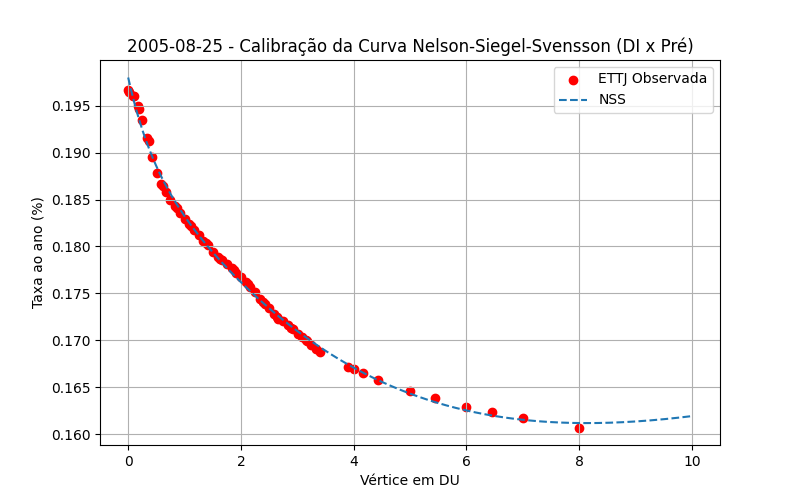 2005-08-25 - Calibração da Curva Nelson-Siegel-Svensson (DI x Pré)
ETTJ Observada
NSS
Taxa ao ano (%)
0.195
0.190
0.185
0.180
0.175
0.170
0.165
0.160
0 2 4 6 8 10
Vértice em DU